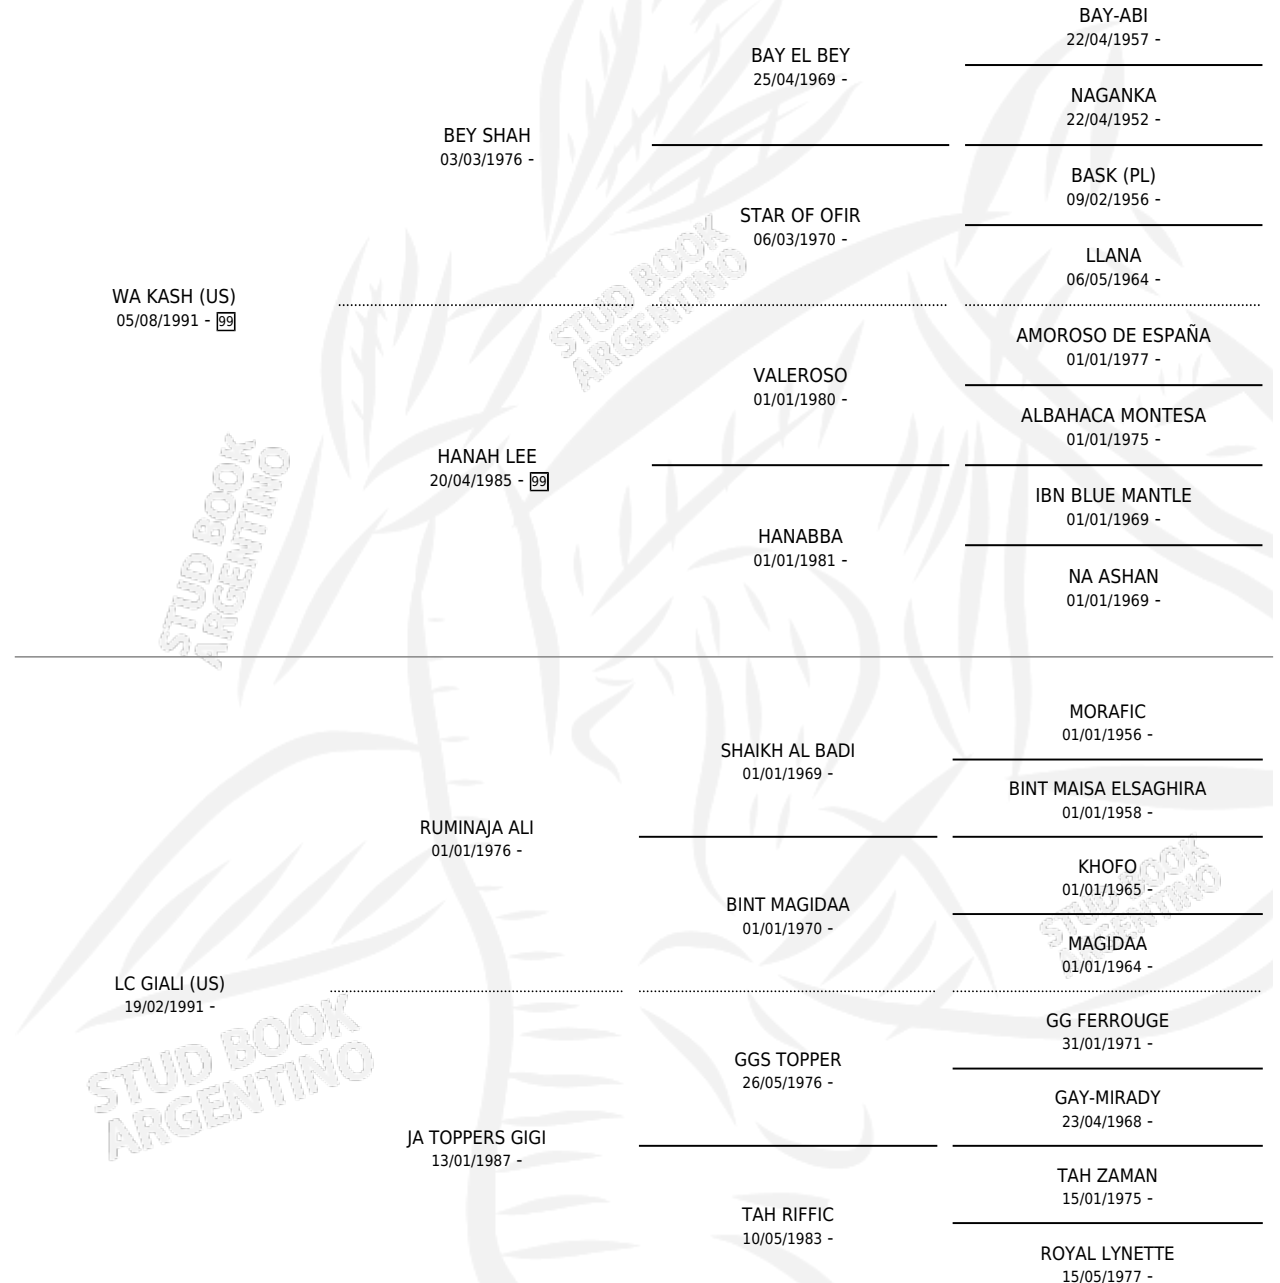 BAY-ABI
22/04/1957 -
BAY EL BEY
25/04/1969 -
NAGANKA
22/04/1952 -
BEY SHAH
03/03/1976 -
BASK (PL)
09/02/1956 -
STAR OF OFIR
06/03/1970 -
LLANA
06/05/1964 -
WA KASH (US)
05/08/1991 - 99
AMOROSO DE ESPAÑA
01/01/1977 -
VALEROSO
01/01/1980 -
ALBAHACA MONTESA
01/01/1975 -
HANAH LEE
20/04/1985 - 99
IBN BLUE MANTLE
01/01/1969 -
HANABBA
01/01/1981 -
NA ASHAN
01/01/1969 -
MORAFIC
01/01/1956 -
SHAIKH AL BADI
01/01/1969 -
BINT MAISA ELSAGHIRA
01/01/1958 -
RUMINAJA ALI
01/01/1976 -
KHOFO
01/01/1965 -
BINT MAGIDAA
01/01/1970 -
MAGIDAA
01/01/1964 -
LC GIALI (US)
19/02/1991 -
GG FERROUGE
31/01/1971 -
GGS TOPPER
26/05/1976 -
GAY-MIRADY
23/04/1968 -
JA TOPPERS GIGI
13/01/1987 -
TAH ZAMAN
15/01/1975 -
TAH RIFFIC
10/05/1983 -
ROYAL LYNETTE
15/05/1977 -
STUD BOOK
ARGENTINO
STUD BOOK
ARGENTINO
STUD BOOK
ARGENTINO
STUD BOOK
ARGENTINO